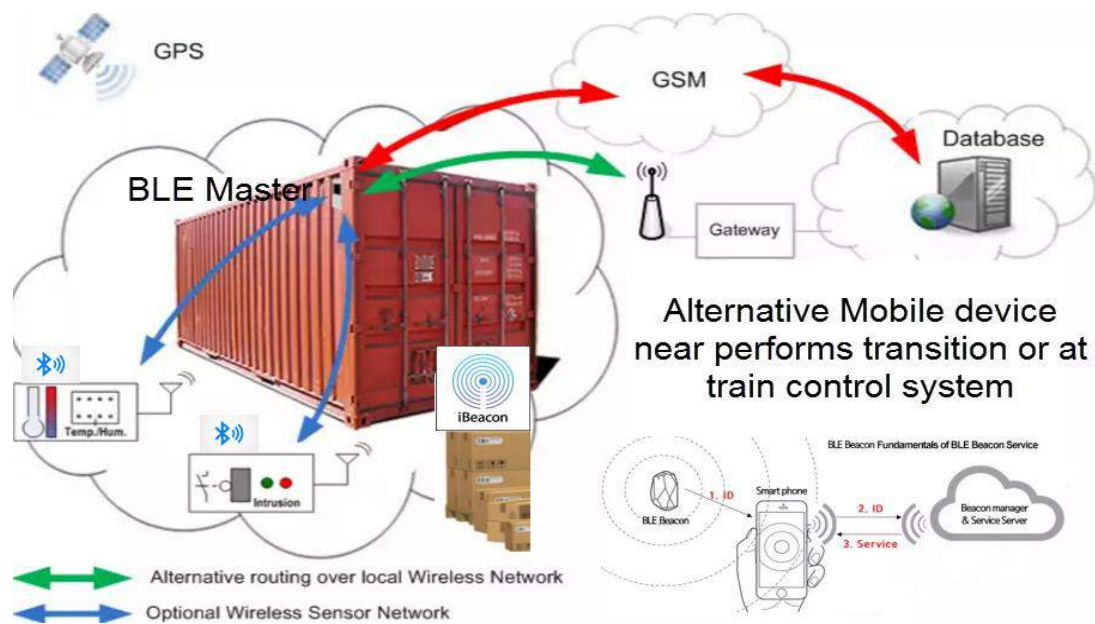 GPS
GSM
Database
BLE Master
Gateway
Alternative Mobile device
near performs transition or at
train control system
iBeacon
Temp./Hum.
Intrusion
BLE Beacon Fundamentals of BLE Beacon Service
1. ID
Smart phone
2. ID
Beacon manager
& Service Server
BLE Beacon
3. Service
Alternative routing over local Wireless Network
Optional Wireless Sensor Network